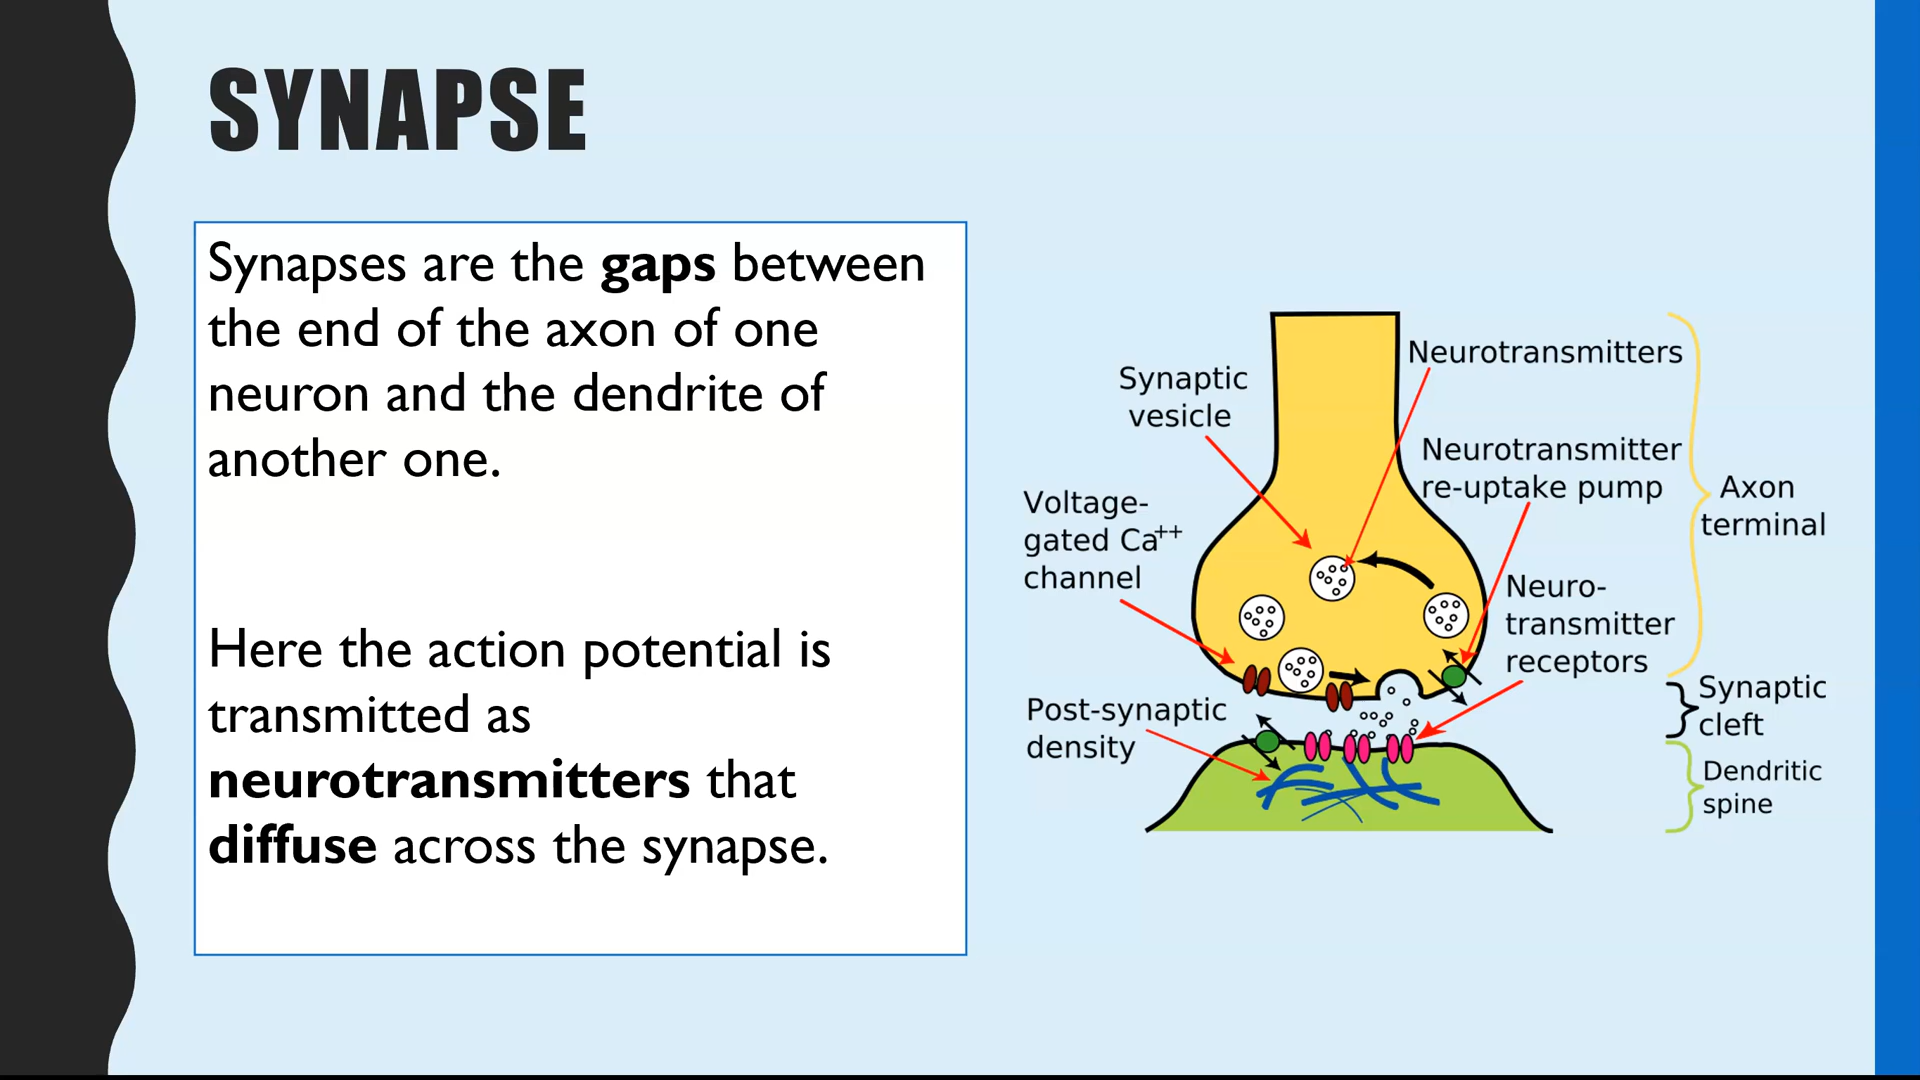 SYNAPSE
Synapses are the gaps between
the end of the axon of one
neuron and the dendrite of
another one.
Here the action potential is
transmitted as
neurotransmitters that
diffuse across the synapse.
Neurotransmitters
Synaptic
vesicle
Neurotransmitter
re-uptake pump
Axon
terminal
Voltage-
gated Ca++
channel
Neuro-
transmitter
receptors
Synaptic
cleft
Post-synaptic
density
Dendritic
spine